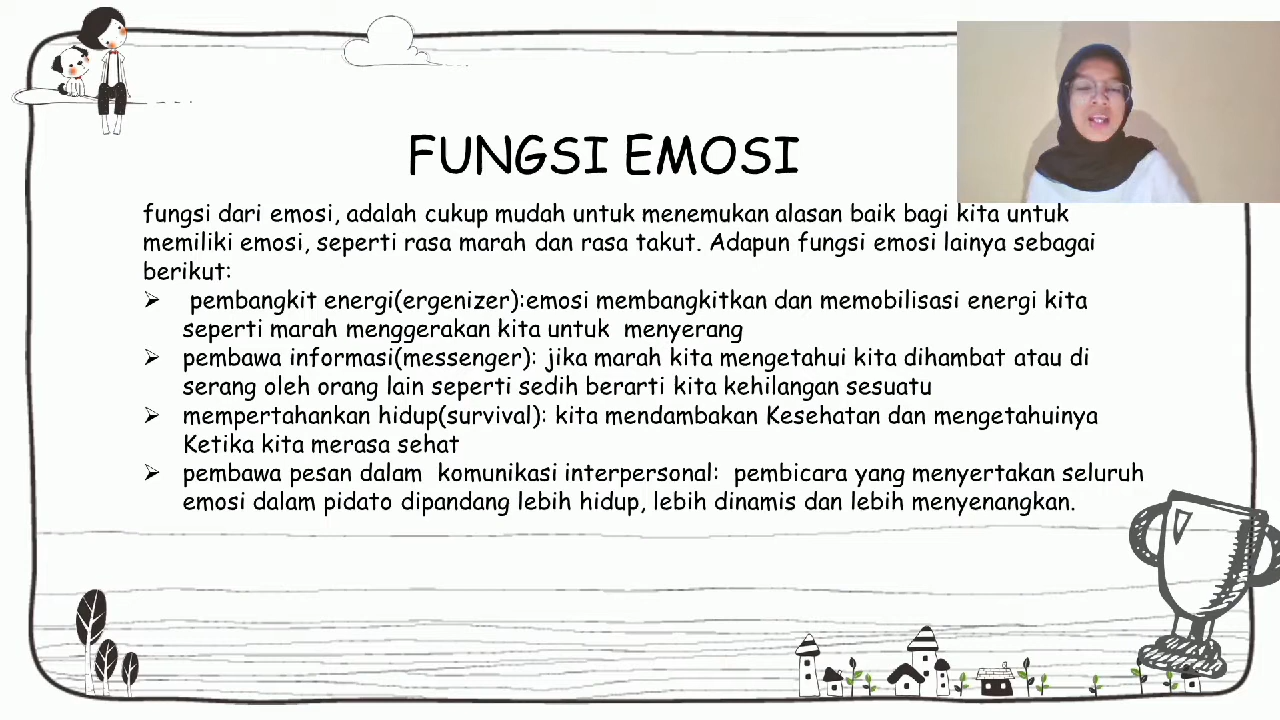 FUNGSI EMOSI
fungsi dari emosi, adalah cukup mudah untuk menemukan alasan baik bagi kita untuk
memiliki emosi, seperti rasa marah dan rasa takut. Adapun fungsi emosi lainya sebagai
berikut:
➢ pembangkit energi(ergenizer):emosi membangkitkan dan memobilisasi energi kita
seperti marah menggerakan kita untuk menyerang
➢ pembawa informasi(messenger): jika marah kita mengetahui kita dihambat atau di
serang oleh orang lain seperti sedih berarti kita kehilangan sesuatu
➢ mempertahankan hidup(survival): kita mendambakan Kesehatan dan mengetahuinya
Ketika kita merasa sehat
➢ pembawa pesan dalam komunikasi interpersonal: pembicara yang menyertakan seluruh
emosi dalam pidato dipandang lebih hidup, lebih dinamis dan lebih menyenangkan.